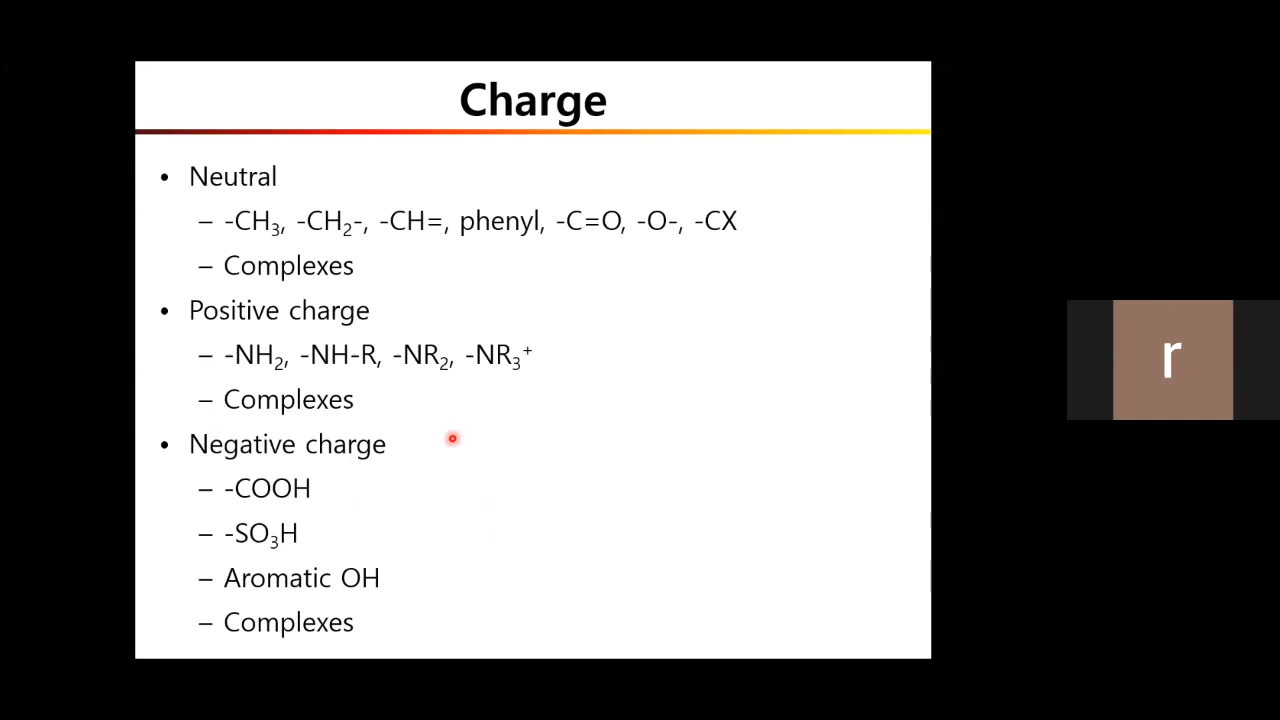 Charge
• Neutral
– -CH₃, -CH₂-, -CH=, phenyl, -C=O, -O-, -CX
– Complexes
• Positive charge
– -NH₂, -NH-R, -NR₂, -NR₃⁺
– Complexes
• Negative charge
– -COOH
– -SO₃H
– Aromatic OH
– Complexes
r